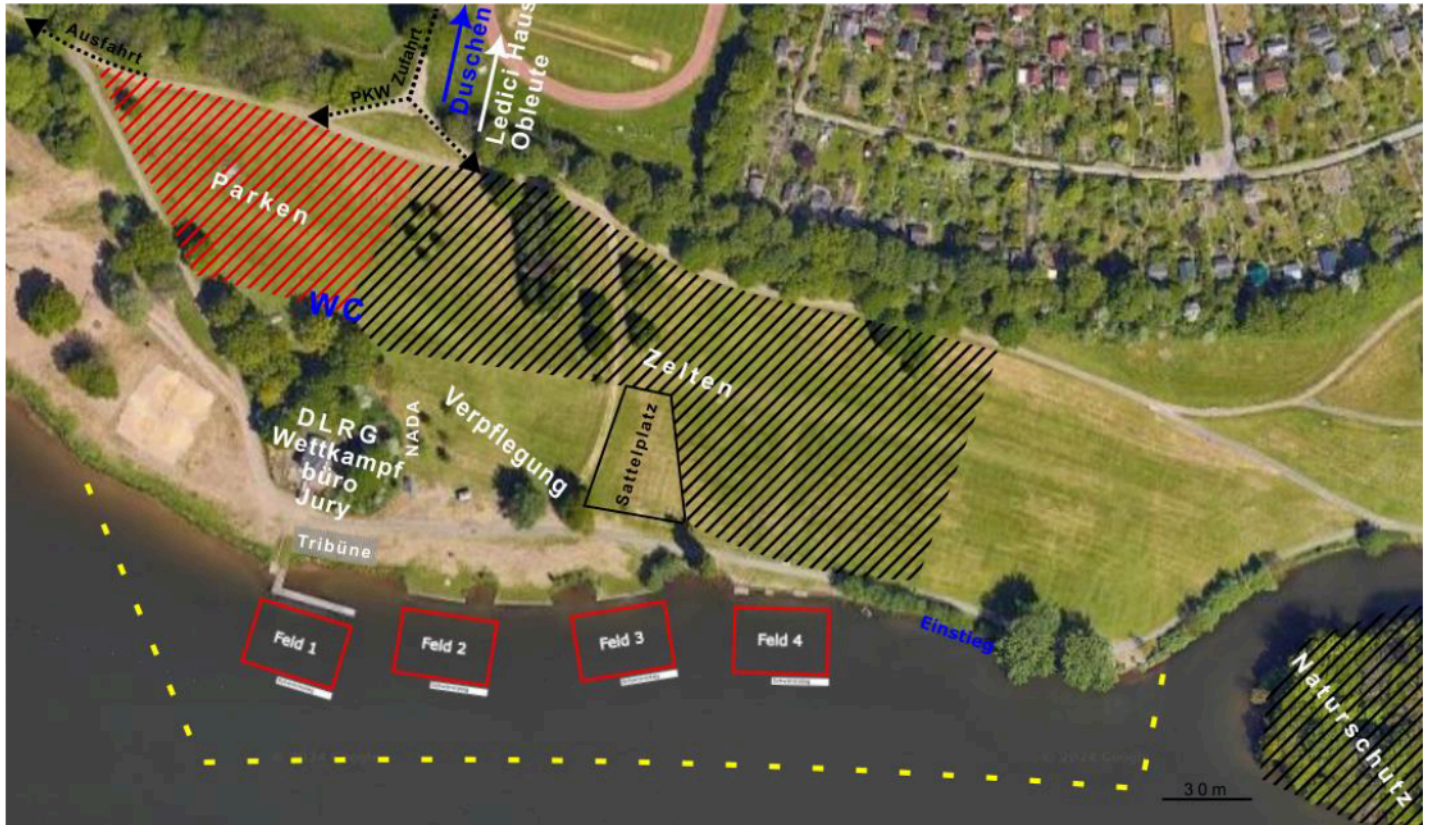 Ausfahrt
PKW
Zufahrt
Duschen
Ledici Haus
Obleute
Parken
WC
Zelten
Verpflegung
NADA
DLRG
Wettkampf
büro
Jury
Sattelplatz
Tribüne
Feld 1
Feld 2
Feld 3
Feld 4
Einstieg
Naturschutz
30m